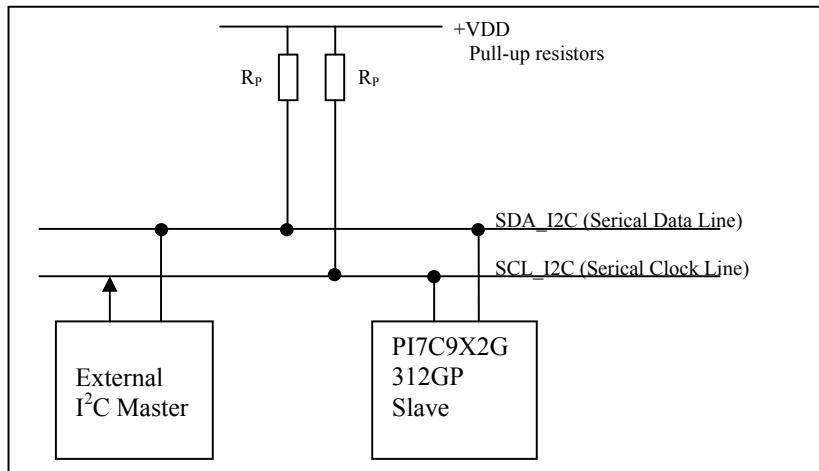 +VDD
Pull-up resistors
Rₚ
Rₚ
SDA_I2C (Serical Data Line)
SCL_I2C (Serical Clock Line)
External
I²C Master
PI7C9X2G
312GP
Slave